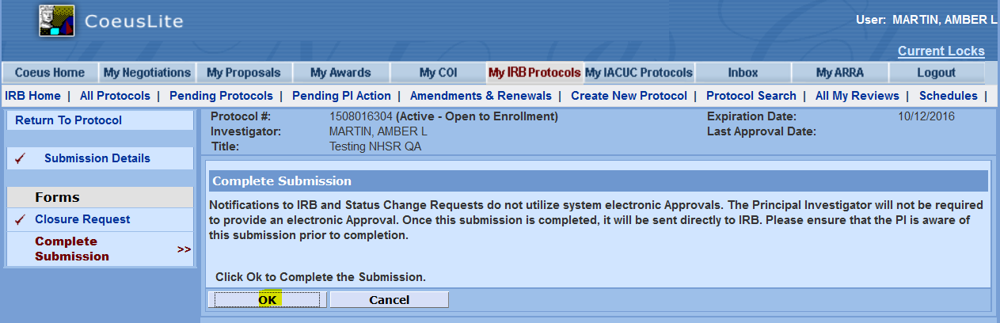 CoeusLite
User: MARTIN, AMBER L
Current Locks
Coeus Home My Negotiations My Proposals My Awards My COI My IRB Protocols My IACUC Protocols Inbox My ARRA Logout
IRB Home | All Protocols | Pending Protocols | Pending PI Action | Amendments & Renewals | Create New Protocol | Protocol Search | All My Reviews | Schedules |
Return To Protocol
Submission Details
Forms
Closure Request
Complete
Submission >>
Protocol #: 1508016304 (Active - Open to Enrollment) Expiration Date: 10/12/2016
Investigator: MARTIN, AMBER L Last Approval Date:
Title: Testing NHSR QA
Complete Submission
Notifications to IRB and Status Change Requests do not utilize system electronic Approvals. The Principal Investigator will not be required
to provide an electronic Approval. Once this submission is completed, it will be sent directly to IRB. Please ensure that the PI is aware of
this submission prior to completion.
Click Ok to Complete the Submission.
OK Cancel